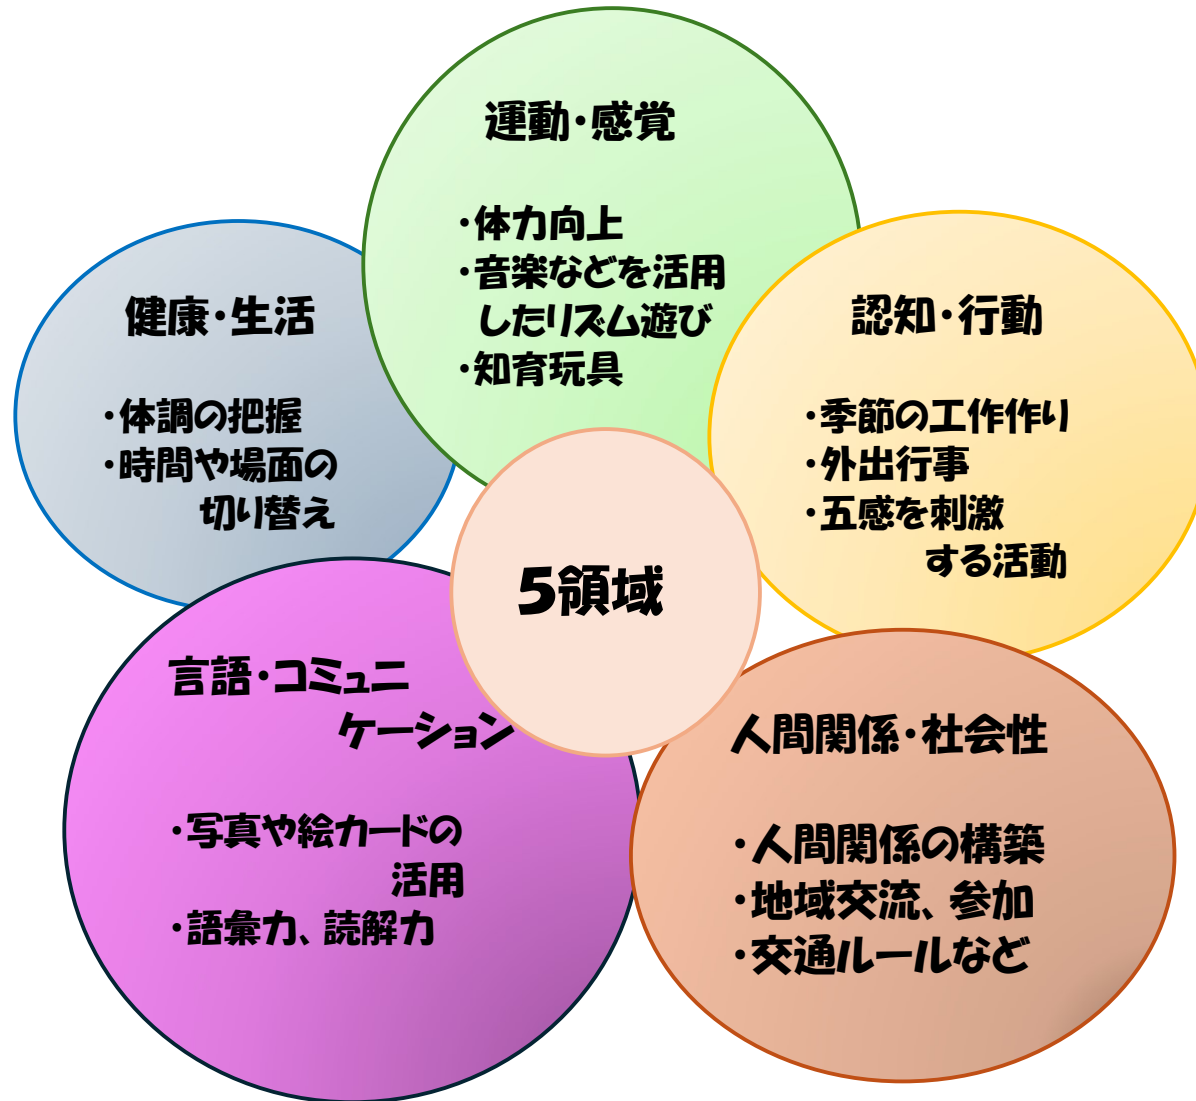 運動・感覚
・体力向上
・音楽などを活用
したリズム遊び
・知育玩具
健康・生活
・体調の把握
・時間や場面の
切り替え
認知・行動
・季節の工作作り
・外出行事
・五感を刺激
する活動
5領域
言語・コミュニ
ケーション
・写真や絵カードの
活用
・語彙力、読解力
人間関係・社会性
・人間関係の構築
・地域交流、参加
・交通ルールなど